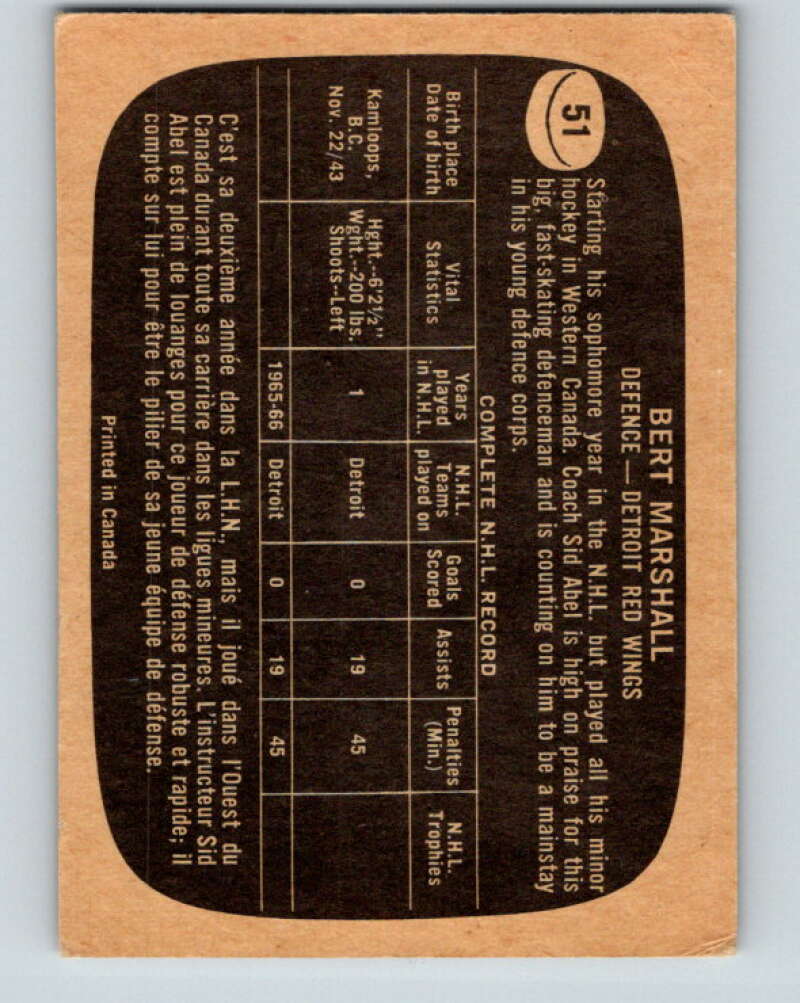 51
BERT MARSHALL
DEFENCE — DETROIT RED WINGS
Starting his sophomore year in the N.H.L. but played all his minor
hockey in Western Canada. Coach Sid Abel is high on praise for this
big, fast-skating defenceman and is counting on him to be a mainstay
in his young defence corps.
COMPLETE N.H.L. RECORD
Birth place Date of birth | Vital Statistics | Years played in N.H.L. | N.H.L. Teams played on | Goals Scored | Assists | Penalties (Min.) | N.H.L. Trophies
Kamloops, B.C. Nov. 22/43 | Hght.--6'2½" Wght.--200 lbs. Shoots--Left | 1 | Detroit | 0 | 19 | 45
1965-66 | Detroit | 0 | 19 | 45
C'est sa deuxième année dans la L.H.N., mais il joué dans l'Ouest du
Canada durant toute sa carrière dans les ligues mineures. L'instructeur Sid
Abel est plein de louanges pour ce joueur de défense robuste et rapide; il
compte sur lui pour être le pilier de sa jeune équipe de défense.
Printed in Canada